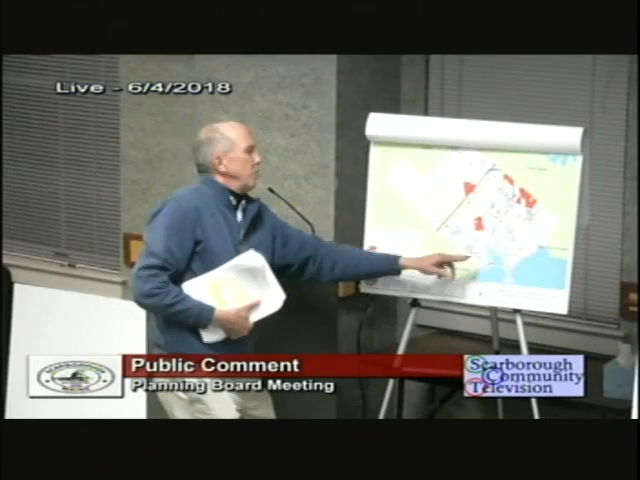 Live - 6/4/2018
Public Comment
Planning Board Meeting
Scarborough
Community
Television